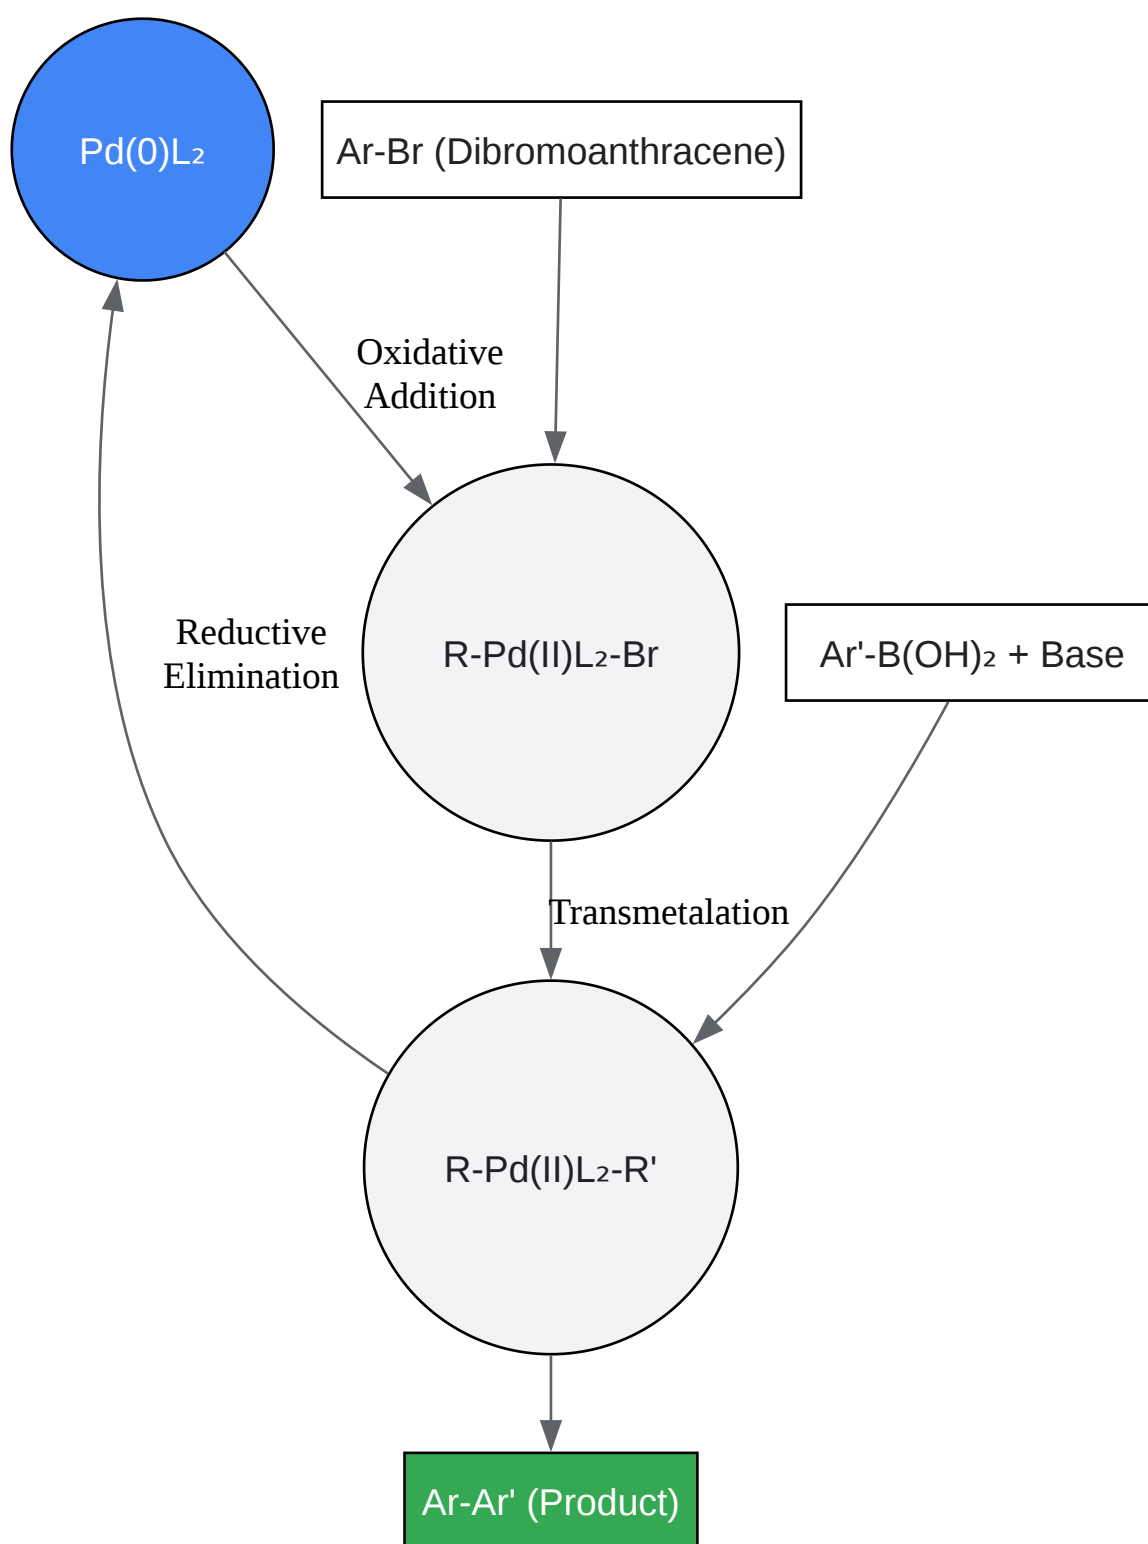 Pd(0)L₂
Ar-Br (Dibromoanthracene)
Oxidative
Addition
Reductive
Elimination
R-Pd(II)L₂-Br
Ar'-B(OH)₂ + Base
Transmetalation
R-Pd(II)L₂-R'
Ar-Ar' (Product)